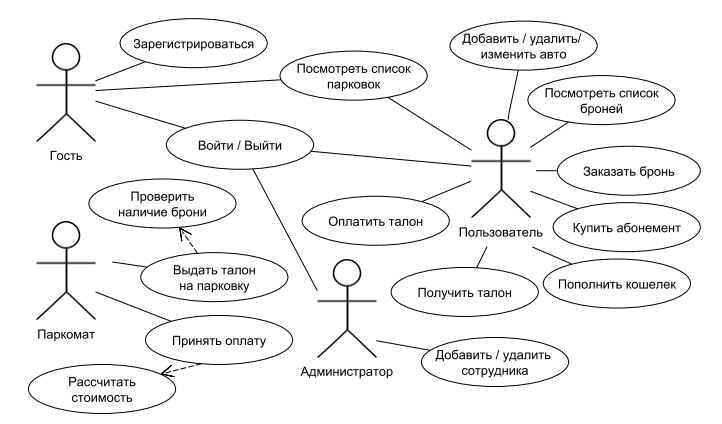 Зарегистрироваться
Добавить / удалить/
изменить авто
Посмотреть список
парковок
Посмотреть список
броней
Гость
Войти / Выйти
Заказать бронь
Проверить
наличие брони
Оплатить талон
Пользователь
Купить абонемент
Выдать талон
на парковку
Получить талон
Пополнить кошелек
Паркомат
Принять оплату
Администратор
Добавить / удалить
сотрудника
Рассчитать
стоимость